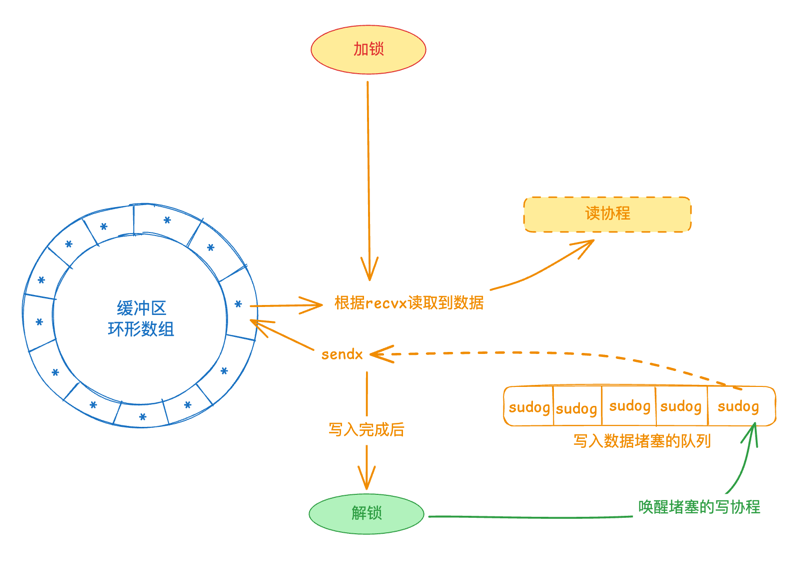 加锁
读协程
根据recvx读取到数据
缓冲区
环形数组
*
*
*
*
*
*
*
*
*
*
*
*
*
sendx
sudog
sudog
sudog
sudog
sudog
写入完成后
写入数据堵塞的队列
解锁
唤醒堵塞的写协程